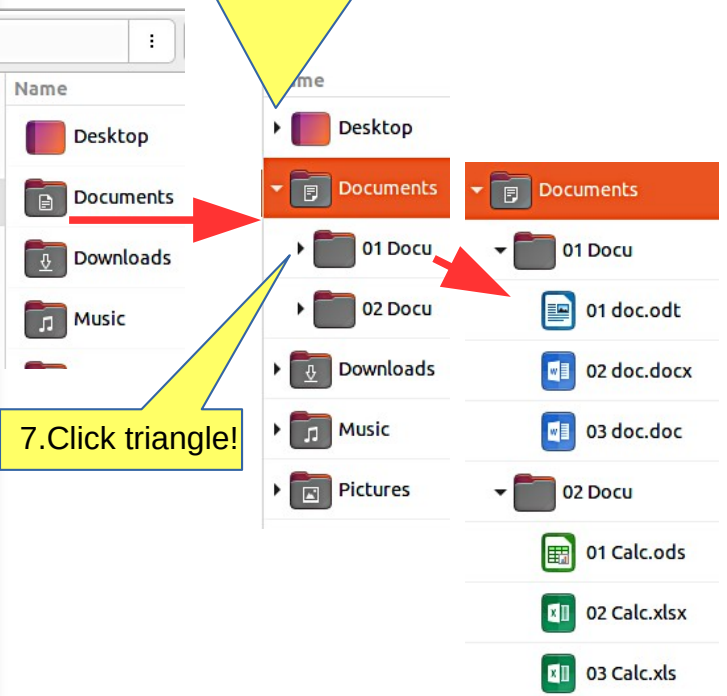 Name
Desktop
Documents
Downloads
Music
7.Click triangle!
Desktop
Documents
01 Docu
02 Docu
Downloads
Music
Pictures
Documents
01 Docu
01 doc.odt
02 doc.docx
03 doc.doc
02 Docu
01 Calc.ods
02 Calc.xlsx
03 Calc.xls